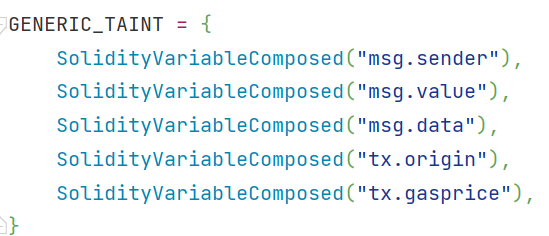 GENERIC_TAINT = {
    SolidityVariableComposed("msg.sender"),
    SolidityVariableComposed("msg.value"),
    SolidityVariableComposed("msg.data"),
    SolidityVariableComposed("tx.origin"),
    SolidityVariableComposed("tx.gasprice"),
}